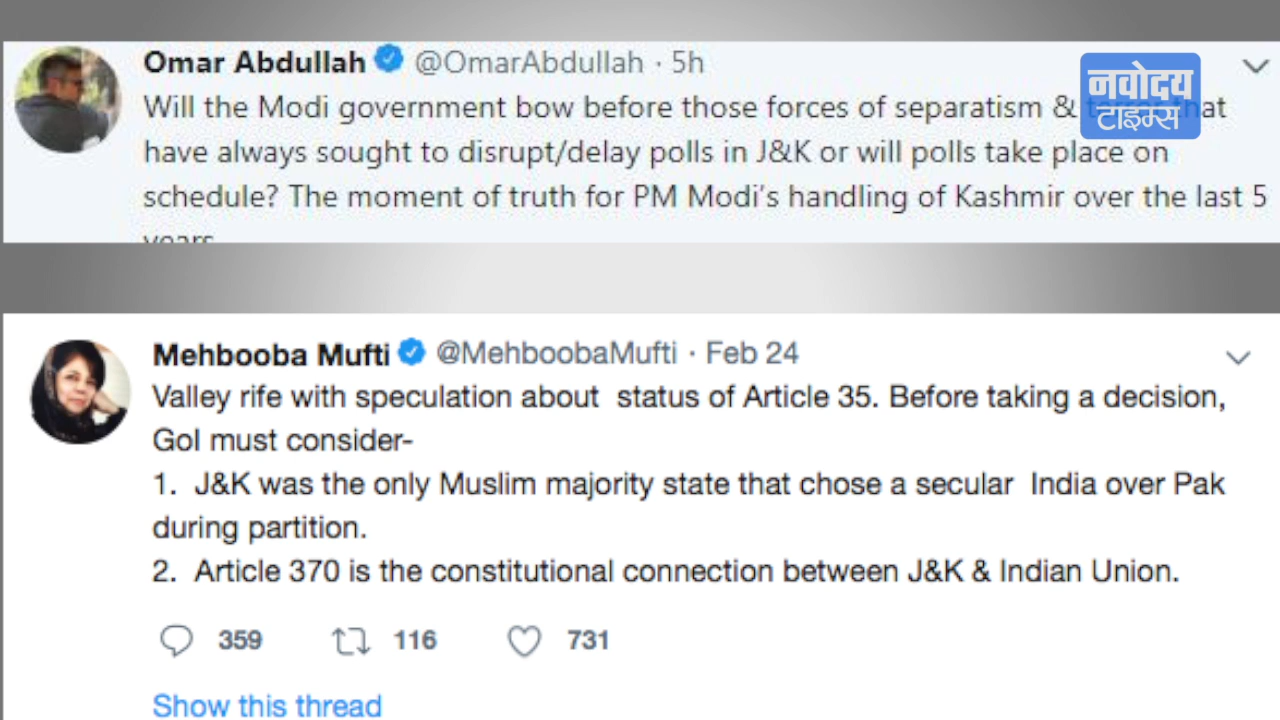 Omar Abdullah @OmarAbdullah · 5h
नवोदय
टाइम्स
Will the Modi government bow before those forces of separatism & terror that
have always sought to disrupt/delay polls in J&K or will polls take place on
schedule? The moment of truth for PM Modi's handling of Kashmir over the last 5
years
Mehbooba Mufti @MehboobaMufti · Feb 24
Valley rife with speculation about status of Article 35. Before taking a decision,
GoI must consider-
1. J&K was the only Muslim majority state that chose a secular India over Pak
during partition.
2. Article 370 is the constitutional connection between J&K & Indian Union.
359 116 731
Show this thread